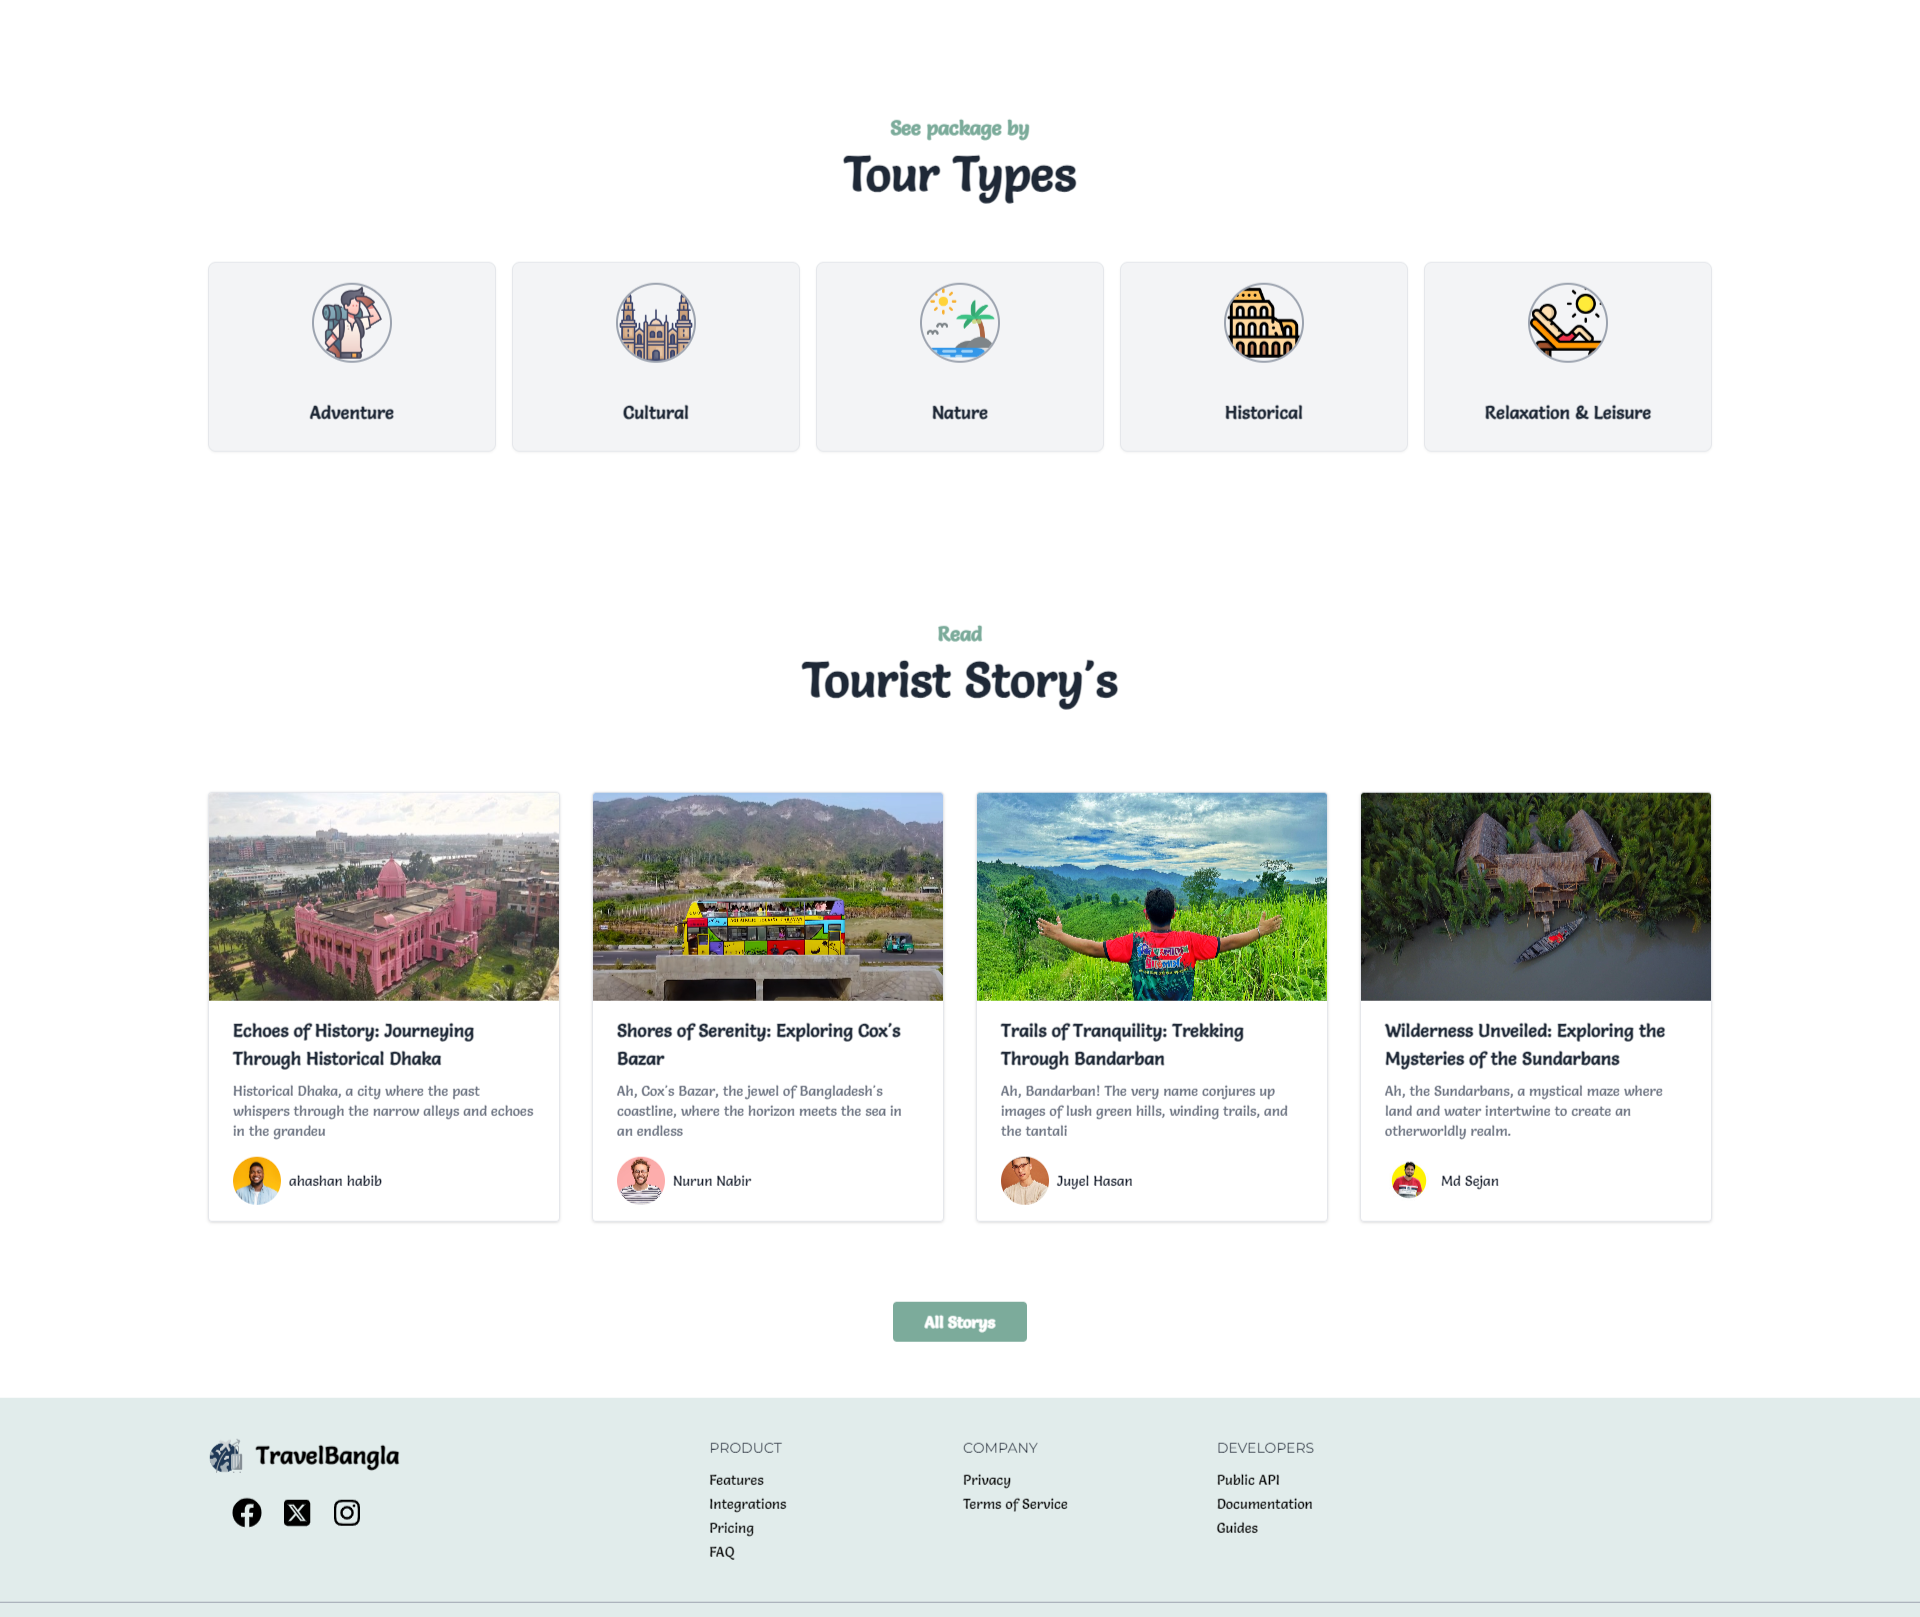 See package by
Tour Types
Adventure
Cultural
Nature
Historical
Relaxation & Leisure
Read
Tourist Story's
Echoes of History: Journeying
Through Historical Dhaka
Historical Dhaka, a city where the past
whispers through the narrow alleys and echoes
in the grandeu
ahashan habib
Shores of Serenity: Exploring Cox's
Bazar
Ah, Cox's Bazar, the jewel of Bangladesh's
coastline, where the horizon meets the sea in
an endless
Nurun Nabir
Trails of Tranquility: Trekking
Through Bandarban
Ah, Bandarban! The very name conjures up
images of lush green hills, winding trails, and
the tantali
Juyel Hasan
Wilderness Unveiled: Exploring the
Mysteries of the Sundarbans
Ah, the Sundarbans, a mystical maze where
land and water intertwine to create an
otherworldly realm.
Md Sejan
All Storys
TravelBangla
PRODUCT
Features
Integrations
Pricing
FAQ
COMPANY
Privacy
Terms of Service
DEVELOPERS
Public API
Documentation
Guides